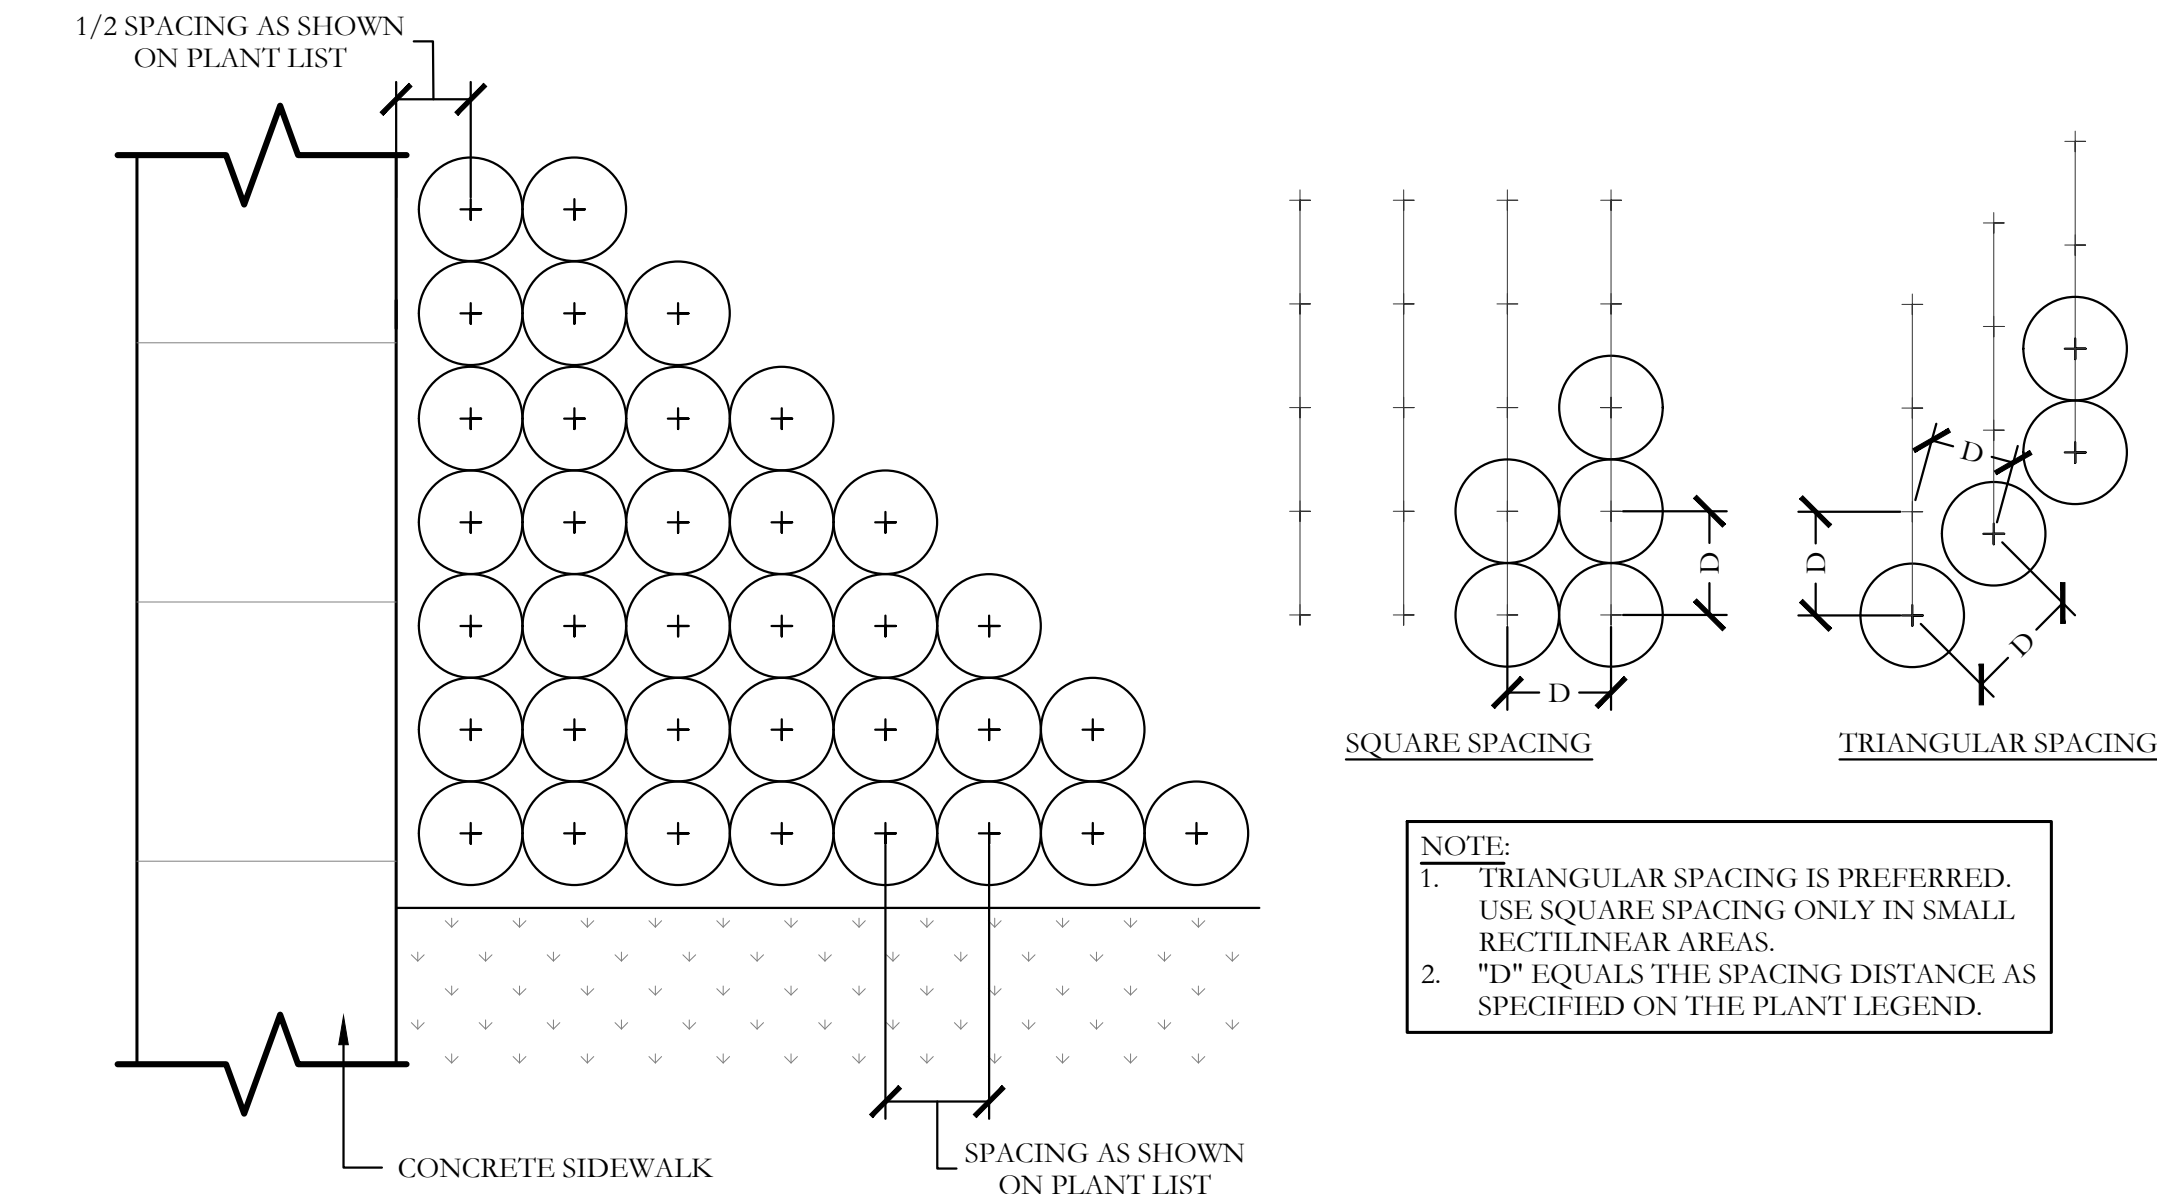 1/2 SPACING AS SHOWN
ON PLANT LIST
D
D
D
D
D
SQUARE SPACING
TRIANGULAR SPACING
NOTE:
1. TRIANGULAR SPACING IS PREFERRED.
USE SQUARE SPACING ONLY IN SMALL
RECTILINEAR AREAS.
2. "D" EQUALS THE SPACING DISTANCE AS
SPECIFIED ON THE PLANT LEGEND.
CONCRETE SIDEWALK
SPACING AS SHOWN
ON PLANT LIST